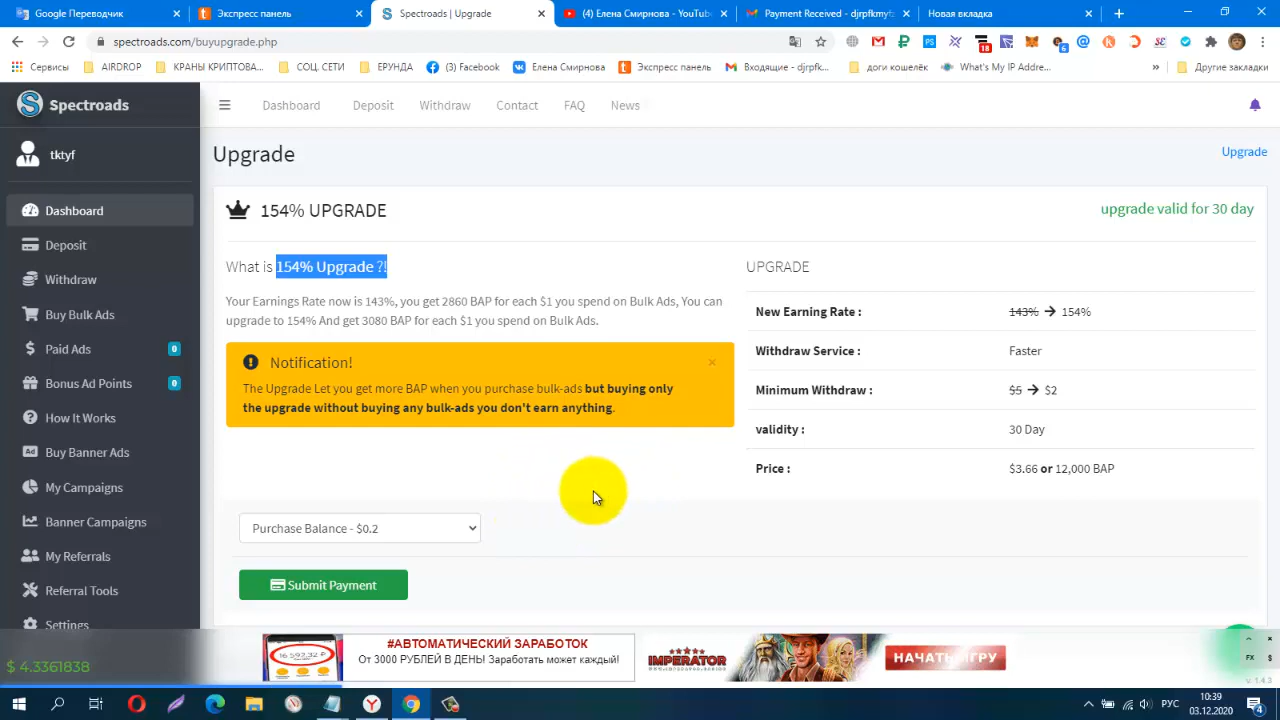 Google Переводчик
Экспресс панель
Spectroads | Upgrade
Елена Смирнова - YouTub
Payment Received - djrpfkmyf
Новая вкладка
spectroads.com/buyupgrade.php
18
6
Сервисы
AIRDROP
КРАНЫ КРИПТОВА...
СОЦ. СЕТИ
ЕРУНДА
(3) Facebook
Елена Смирнова
Экспресс панель
Входящие - djrpfk...
доги кошелёк
What's My IP Addre...
»
Другие закладки
Spectroads
Dashboard
Deposit
Withdraw
Contact
FAQ
News
tktyf
Upgrade
Upgrade
Dashboard
Deposit
Withdraw
Buy Bulk Ads
Paid Ads 0
Bonus Ad Points 0
How It Works
Buy Banner Ads
My Campaigns
Banner Campaigns
My Referrals
Referral Tools
Settings
154% UPGRADE
upgrade valid for 30 day
What is 154% Upgrade ?!
Your Earnings Rate now is 143%, you get 2860 BAP for each $1 you spend on Bulk Ads, You can
upgrade to 154% And get 3080 BAP for each $1 you spend on Bulk Ads.
Notification! ×
The Upgrade Let you get more BAP when you purchase bulk-ads but buying only
the upgrade without buying any bulk-ads you don't earn anything.
UPGRADE
New Earning Rate : 143% → 154%
Withdraw Service : Faster
Minimum Withdraw : $5 → $2
validity : 30 Day
Price : $3.66 or 12,000 BAP
Purchase Balance - $0.2
Submit Payment
$ 4.3361838
16 592,32 ₽
#АВТОМАТИЧЕСКИЙ ЗАРАБОТОК
От 3000 РУБЛЕЙ В ДЕНЬ! Заработать может каждый!
IMPERATOR
НАЧАТЬ ИГРУ
FX $
v: 1.4.3
РУС
10:39
03.12.2020
4